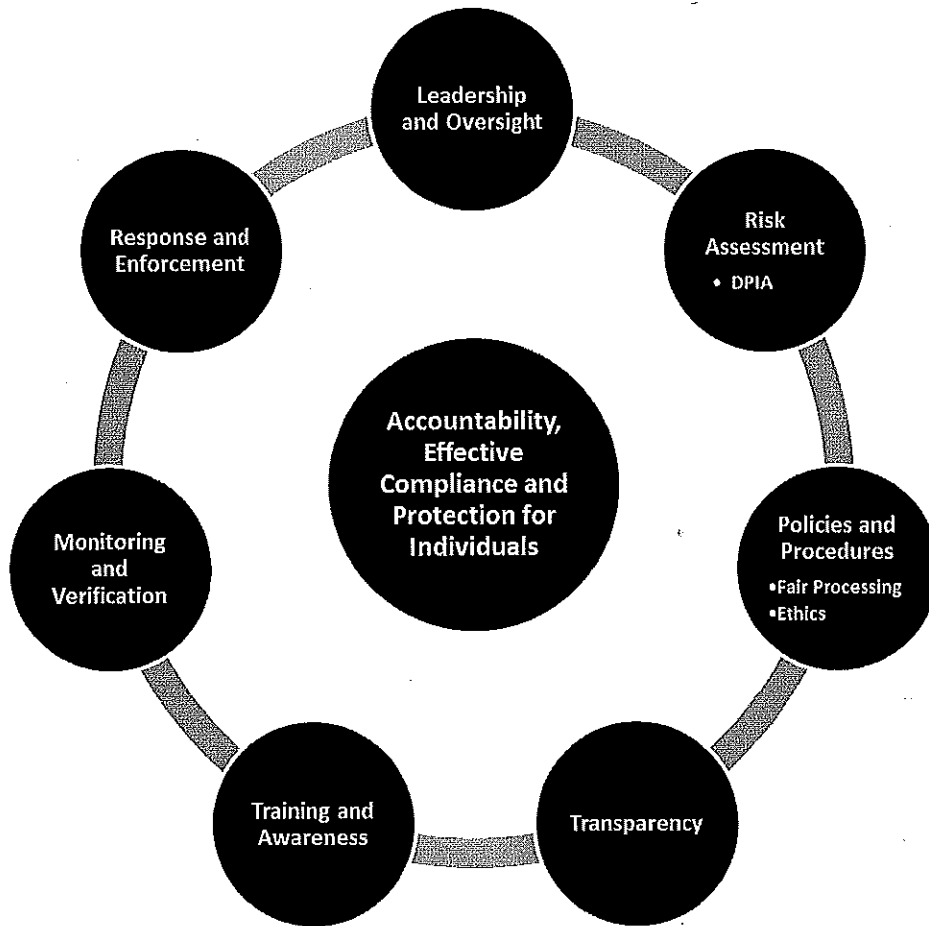 Leadership
and Oversight
Risk
Assessment
• DPIA
Policies and
Procedures
•Fair Processing
•Ethics
Transparency
Training and
Awareness
Monitoring
and
Verification
Response and
Enforcement
Accountability,
Effective
Compliance and
Protection for
Individuals